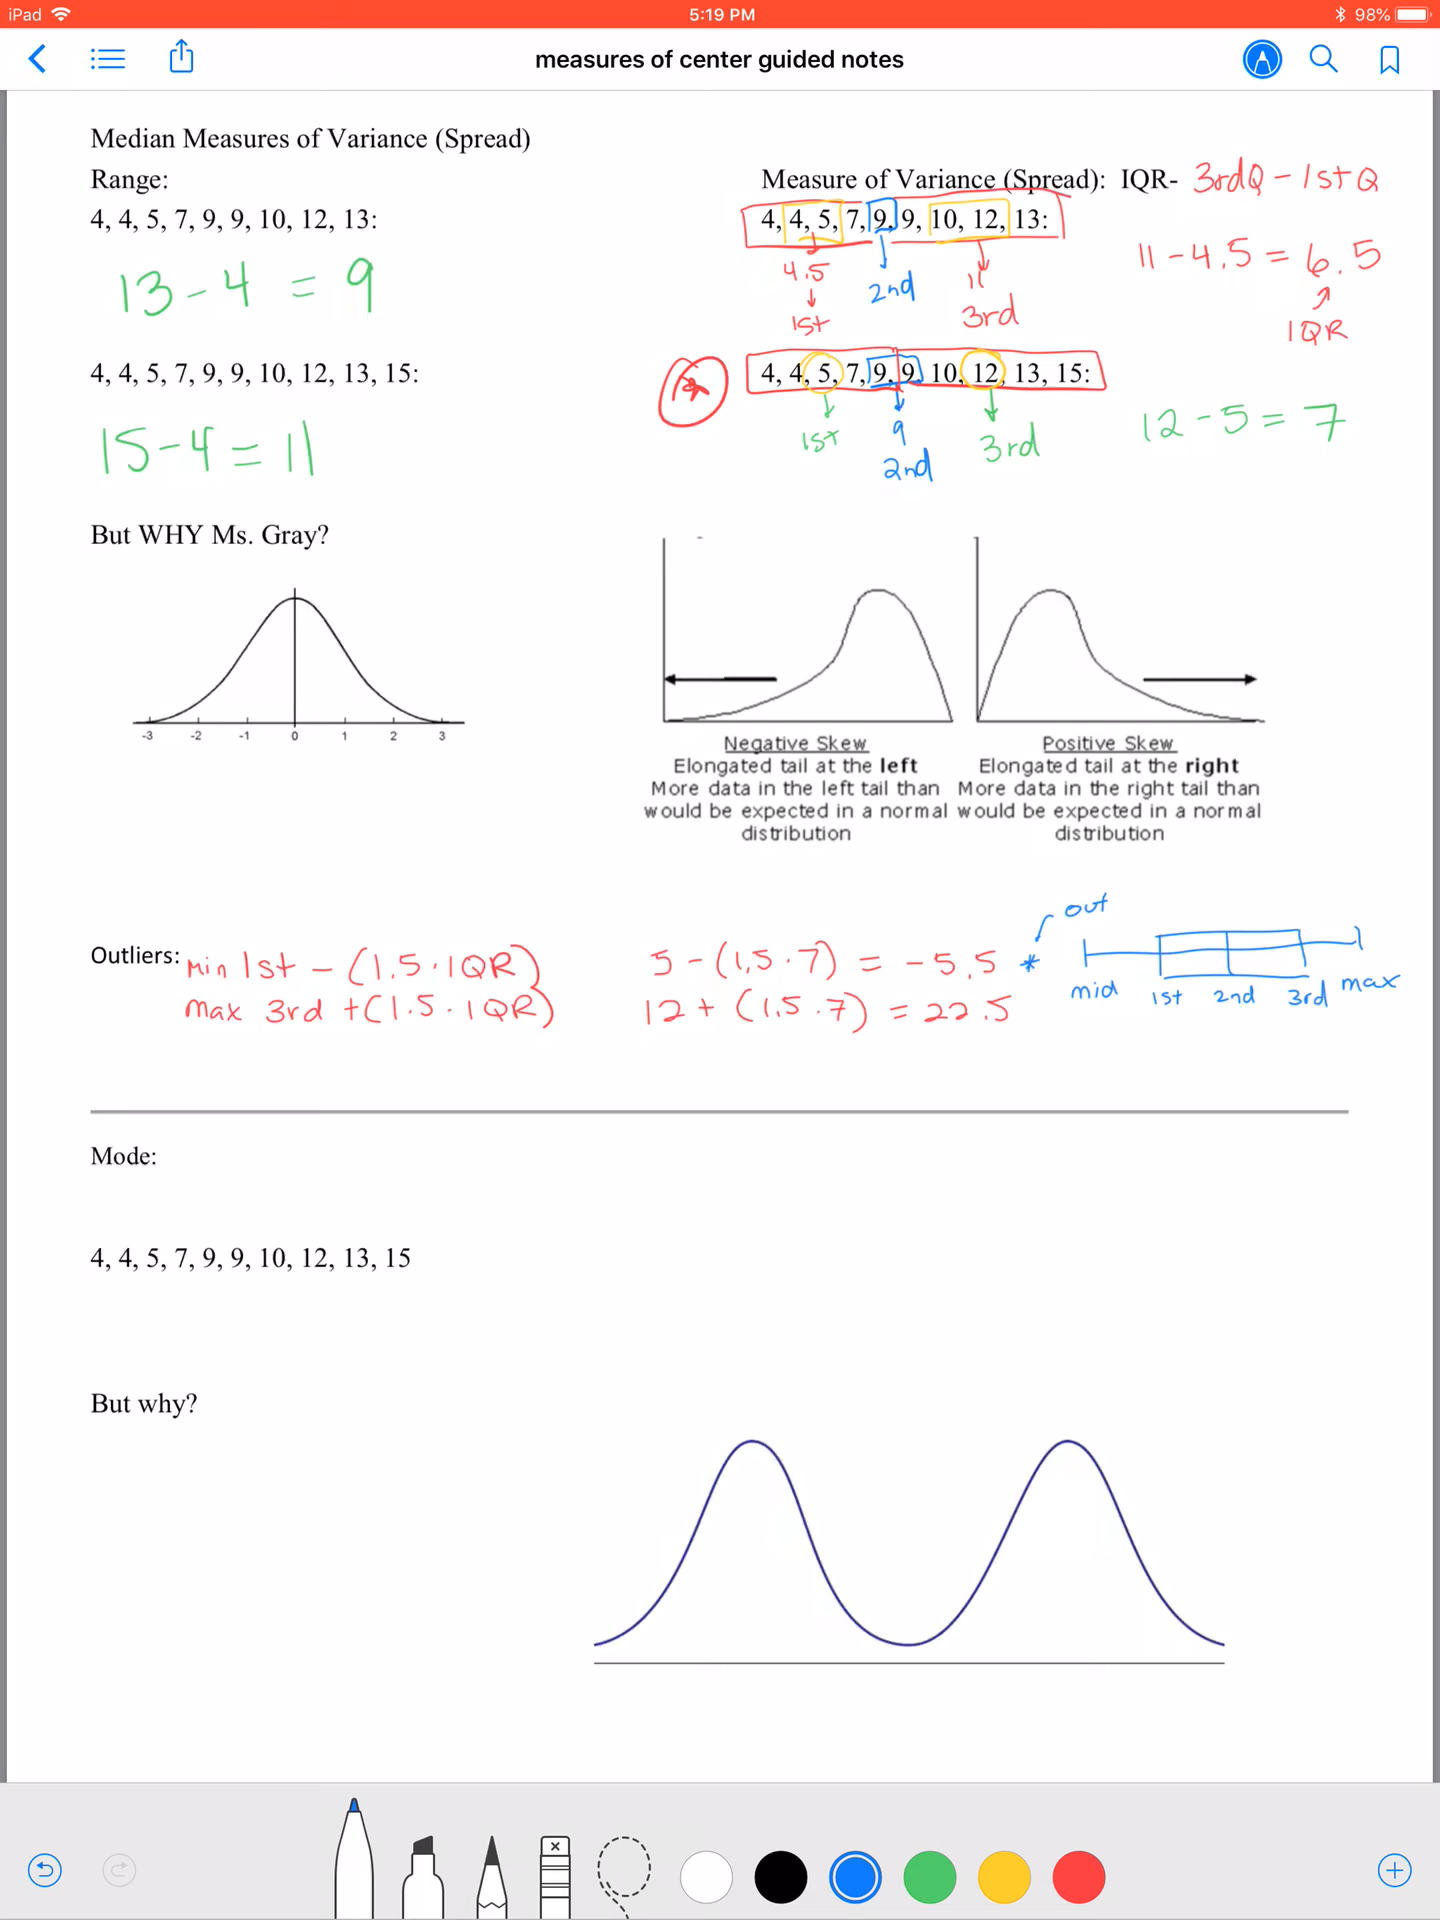 iPad 5:19 PM 98%
measures of center guided notes
Median Measures of Variance (Spread)
Range:
4, 4, 5, 7, 9, 9, 10, 12, 13:
13 - 4 = 9
4, 4, 5, 7, 9, 9, 10, 12, 13, 15:
15 - 4 = 11
Measure of Variance (Spread): IQR- 3rdQ - 1stQ
4, 4, 5, 7, 9, 9, 10, 12, 13:
11 - 4.5 = 6.5
4.5 2nd 11
1st 3rd
IQR
4, 4, 5, 7, 9, 9, 10, 12, 13, 15:
12 - 5 = 7
1st 9 3rd
2nd
But WHY Ms. Gray?
-3 -2 -1 0 1 2 3
Negative Skew
Elongated tail at the left
More data in the left tail than
would be expected in a normal
distribution
Positive Skew
Elongated tail at the right
More data in the right tail than
would be expected in a normal
distribution
Outliers: min 1st - (1.5 · IQR)
max 3rd + (1.5 · IQR)
5 - (1.5 · 7) = -5.5 *
12 + (1.5 · 7) = 22.5
out
mid 1st 2nd 3rd max
Mode:
4, 4, 5, 7, 9, 9, 10, 12, 13, 15
But why?